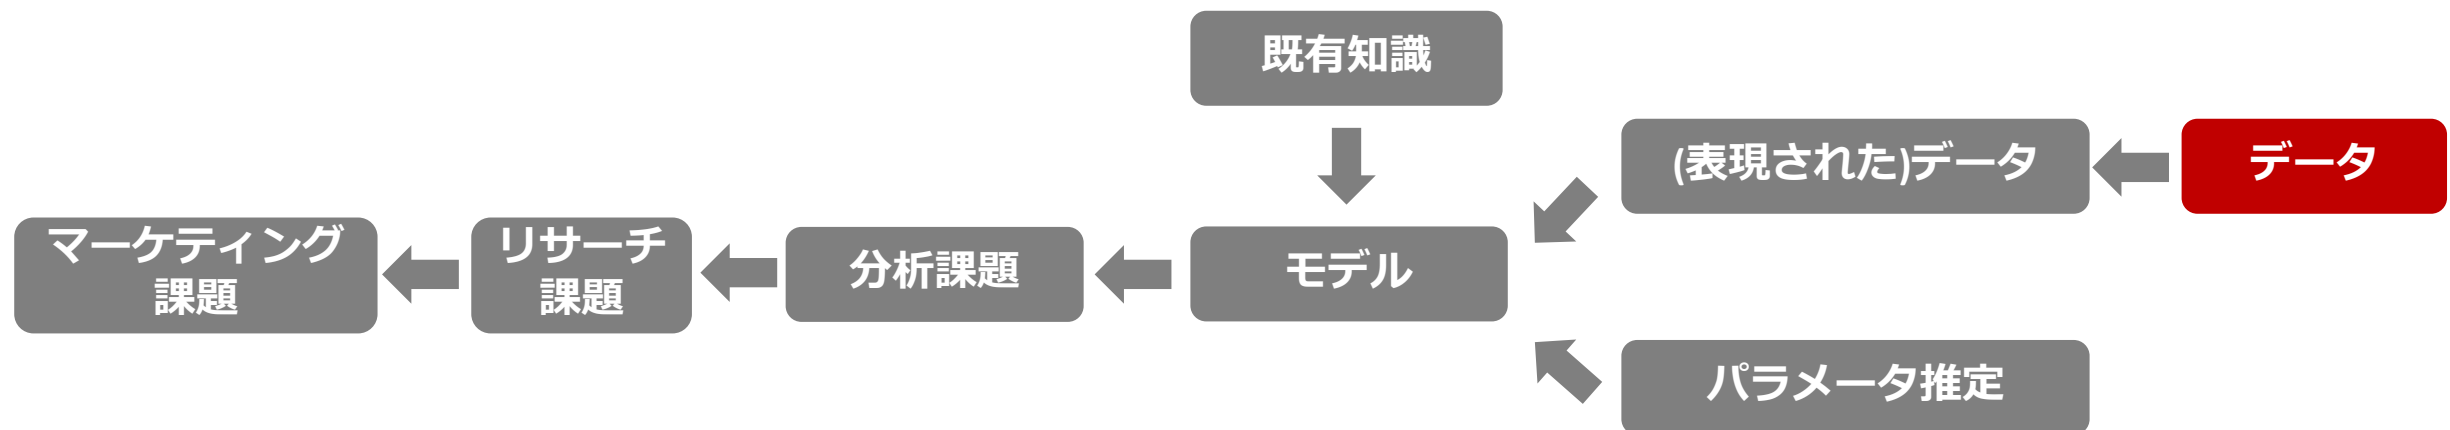 既有知識
(表現された)データ
データ
マーケティング
課題
リサーチ
課題
分析課題
モデル
パラメータ推定